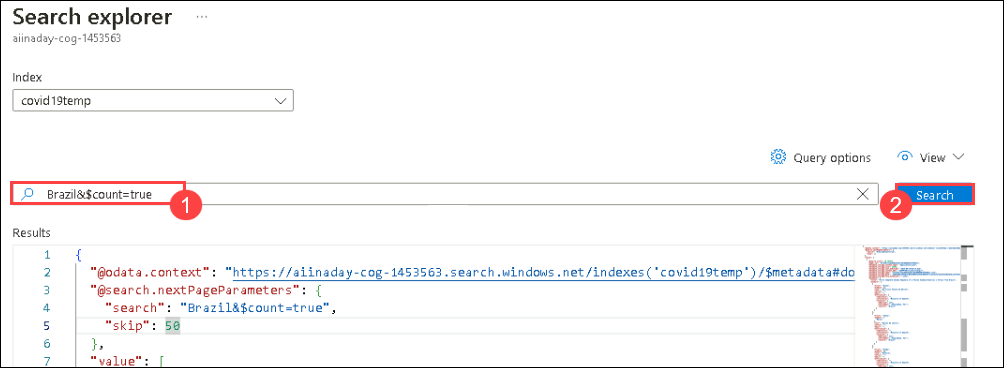 Search explorer ...
aiinaday-cog-1453563
Index
covid19temp
Query options View
Brazil&$count=true
1
2 Search
Results
1 {
2 "@odata.context": "https://aiinaday-cog-1453563.search.windows.net/indexes('covid19temp')/$metadata#do
3 "@search.nextPageParameters": {
4 "search": "Brazil&$count=true",
5 "skip": 50
6 },
7 "value": [